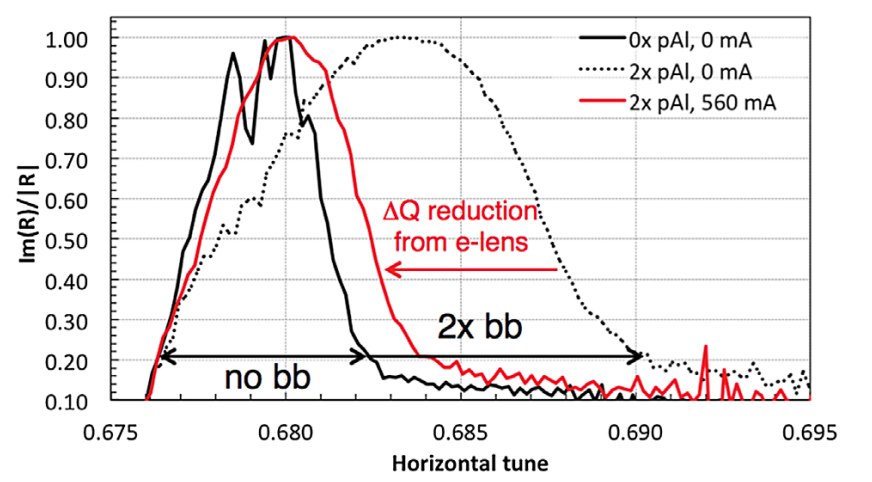 1.00
0.90
0.80
0.70
0.60
0.50
0.40
0.30
0.20
0.10
Im(R)/|R|
0x pAl, 0 mA
2x pAl, 0 mA
2x pAl, 560 mA
ΔQ reduction
from e-lens
2x bb
no bb
0.675 0.680 0.685 0.690 0.695
Horizontal tune